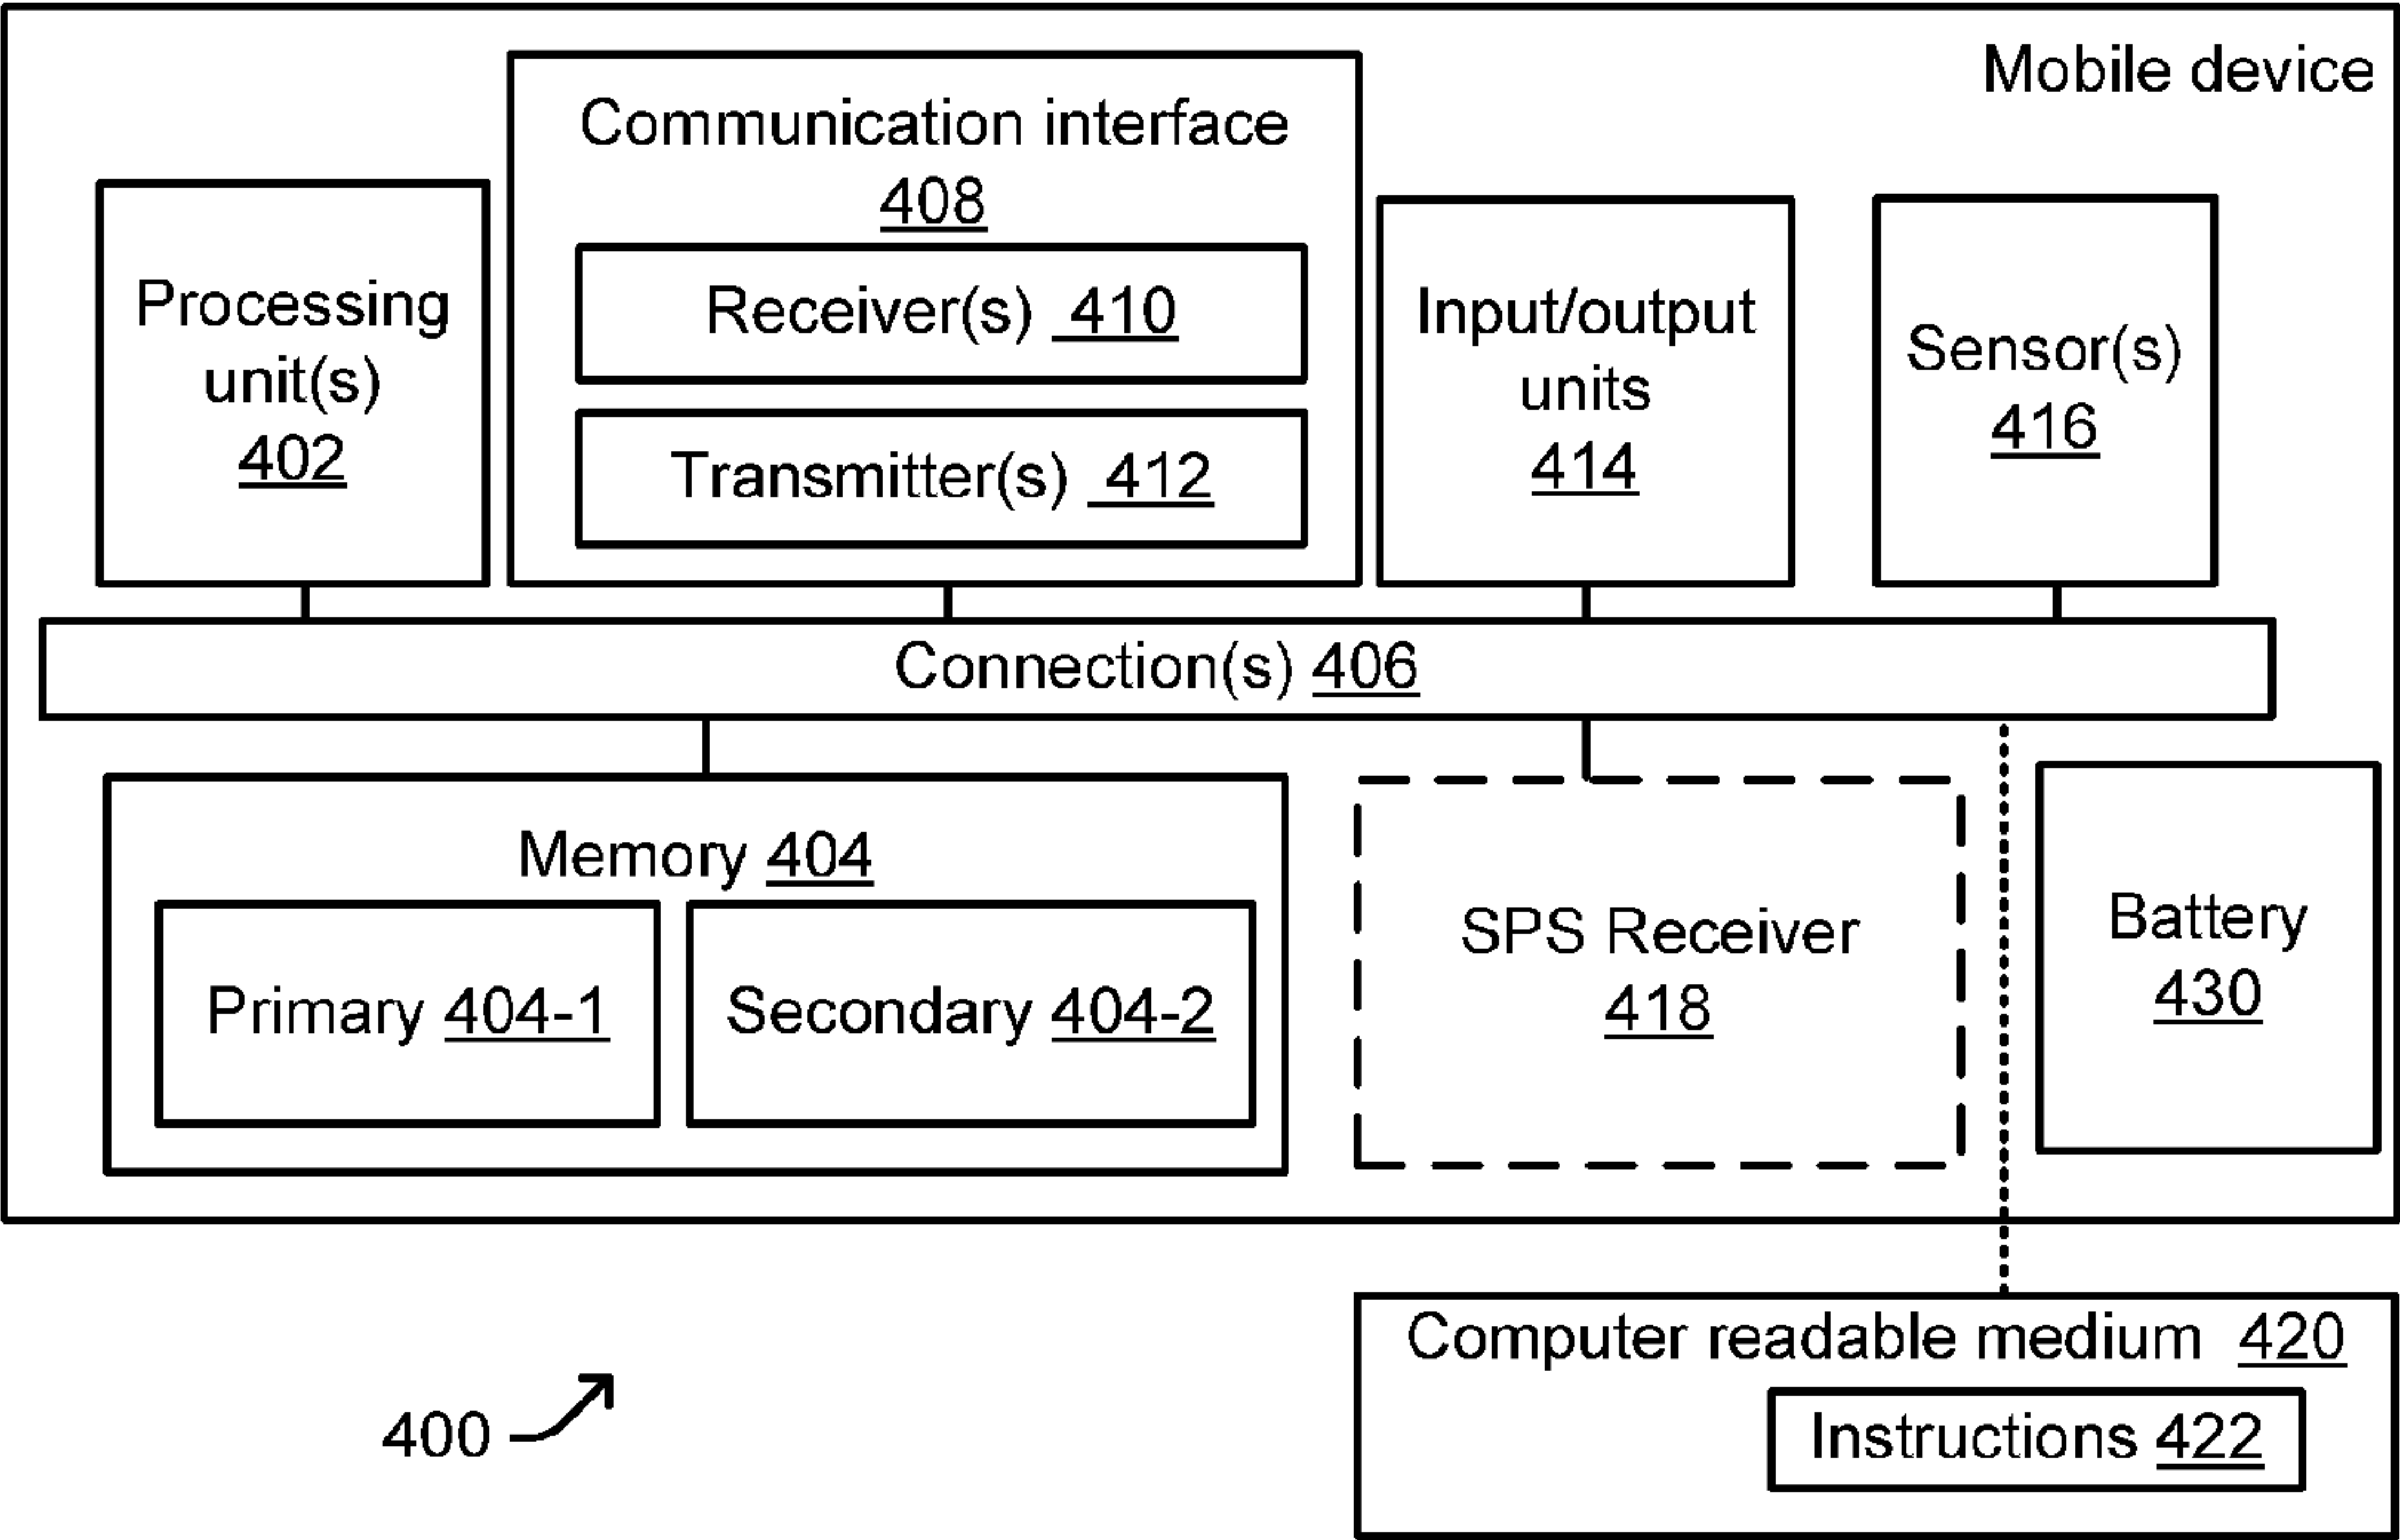 Mobile device
Communication interface
408
Receiver(s) 410
Transmitter(s) 412
Processing
unit(s)
402
Input/output
units
414
Sensor(s)
416
Connection(s) 406
Memory 404
Primary 404-1
Secondary 404-2
SPS Receiver
418
Battery
430
Computer readable medium 420
Instructions 422
400